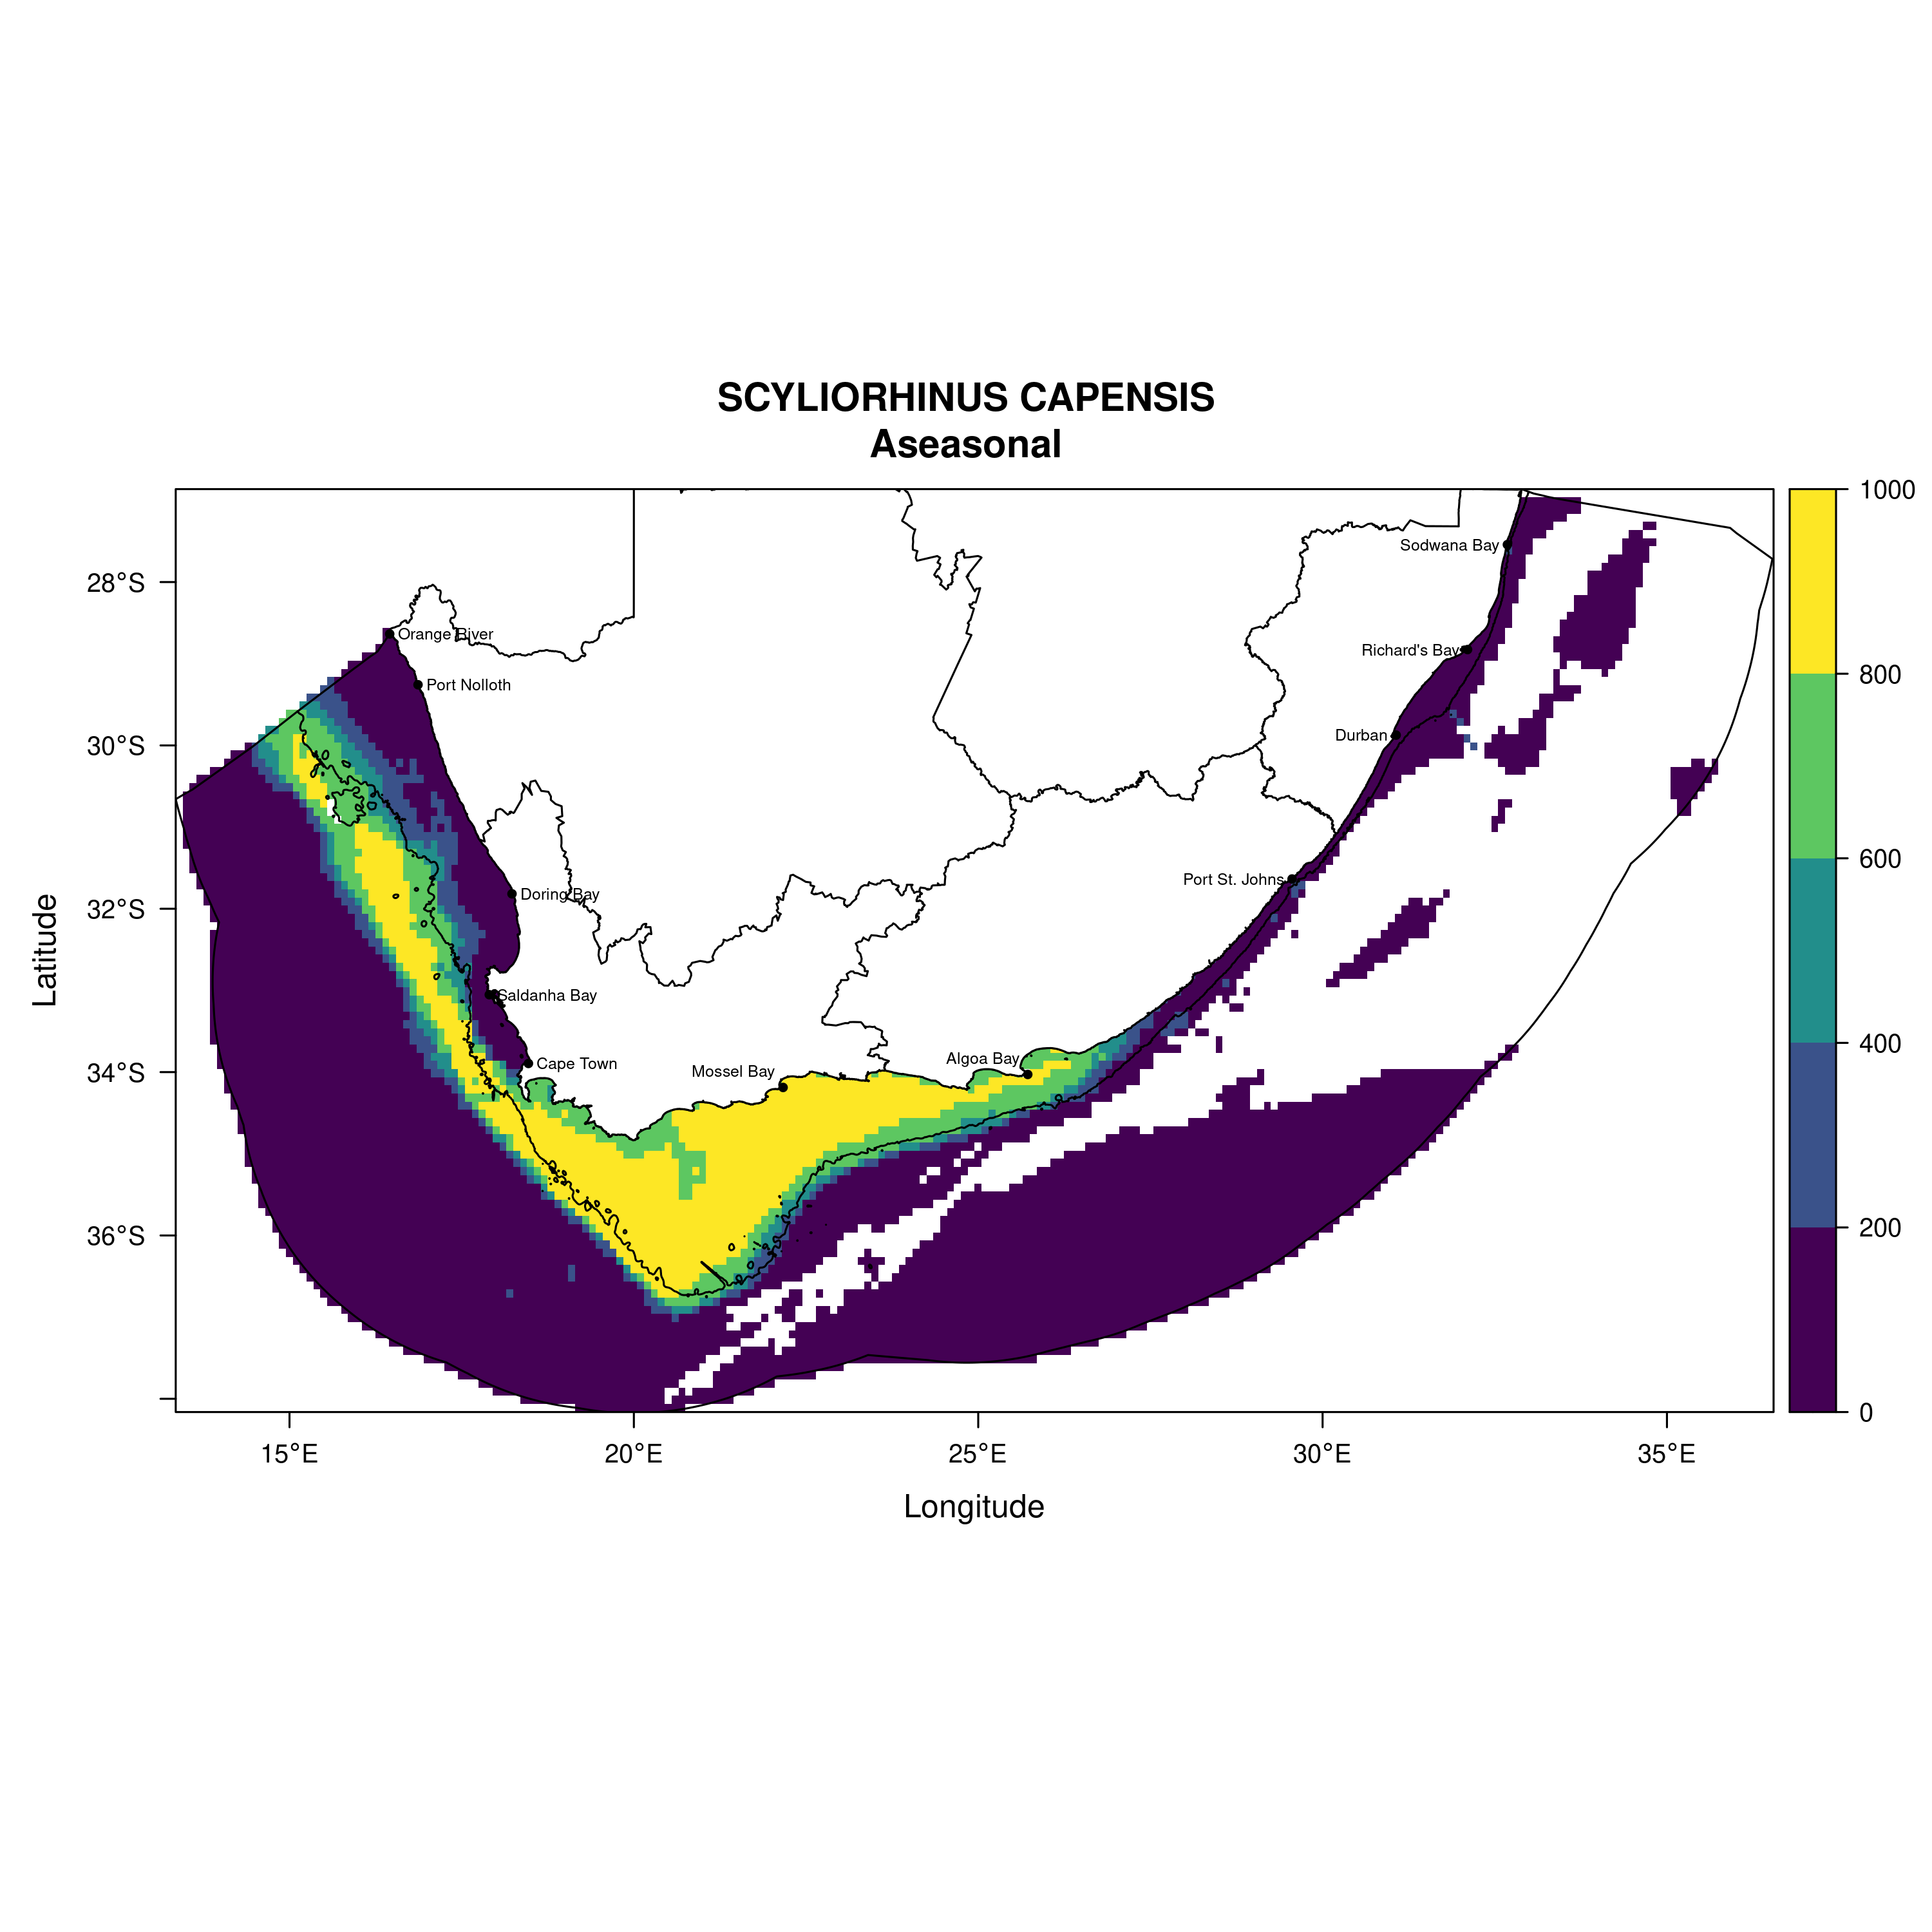 SCYLIORHINUS CAPENSIS
Aseasonal
1000
800
600
400
200
0
28°S
30°S
32°S
34°S
36°S
Latitude
Sodwana Bay
Orange River
Richard's Bay
Port Nolloth
Durban
Port St. Johns
Doring Bay
Saldanha Bay
Algoa Bay
Cape Town
Mossel Bay
15°E
20°E
25°E
30°E
35°E
Longitude